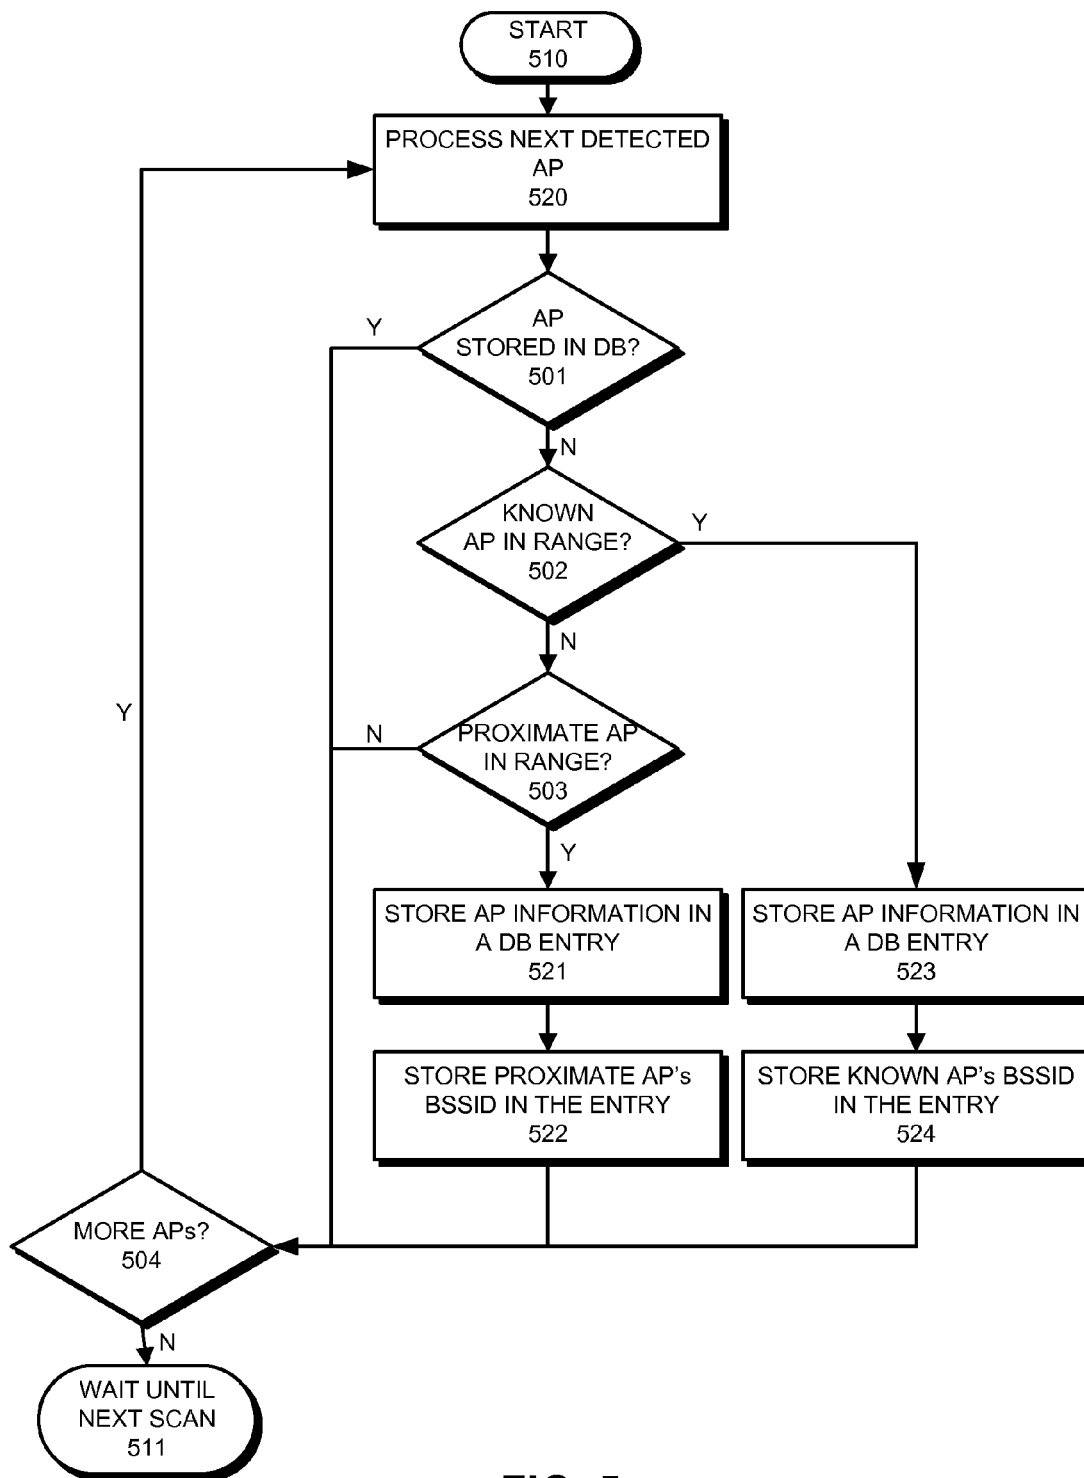 START
510
PROCESS NEXT DETECTED
AP
520
Y
AP
STORED IN DB?
501
N
KNOWN
AP IN RANGE?
502
Y
N
Y
N
PROXIMATE AP
IN RANGE?
503
Y
STORE AP INFORMATION IN
A DB ENTRY
521
STORE AP INFORMATION IN
A DB ENTRY
523
STORE PROXIMATE AP's
BSSID IN THE ENTRY
522
STORE KNOWN AP's BSSID
IN THE ENTRY
524
MORE APs?
504
N
WAIT UNTIL
NEXT SCAN
511